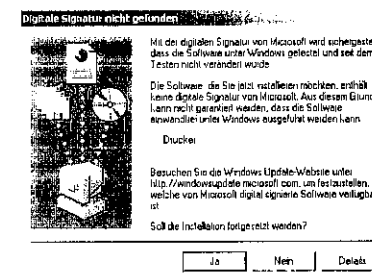 Digitale Signatur nicht gefunden
Mit der digitalen Signatur von Microsoft wird sichergeste
dass die Software unter Windows getestet und seit dem
Testen nicht verändert wurde
Die Software, die Sie jetzt installieren möchten, enthält
keine digitale Signatur von Microsoft. Aus diesem Grund
kann nicht garantiert werden, dass die Software
einwandfrei unter Windows ausgeführt werden kann.
Drucker
Besuchen Sie die Windows Update-Website unter
http://windowsupdate.microsoft.com, um festzustellen,
welche von Microsoft digital signierte Software verfügba
ist
Soll die Installation fortgesetzt werden?
Ja
Nein
Details